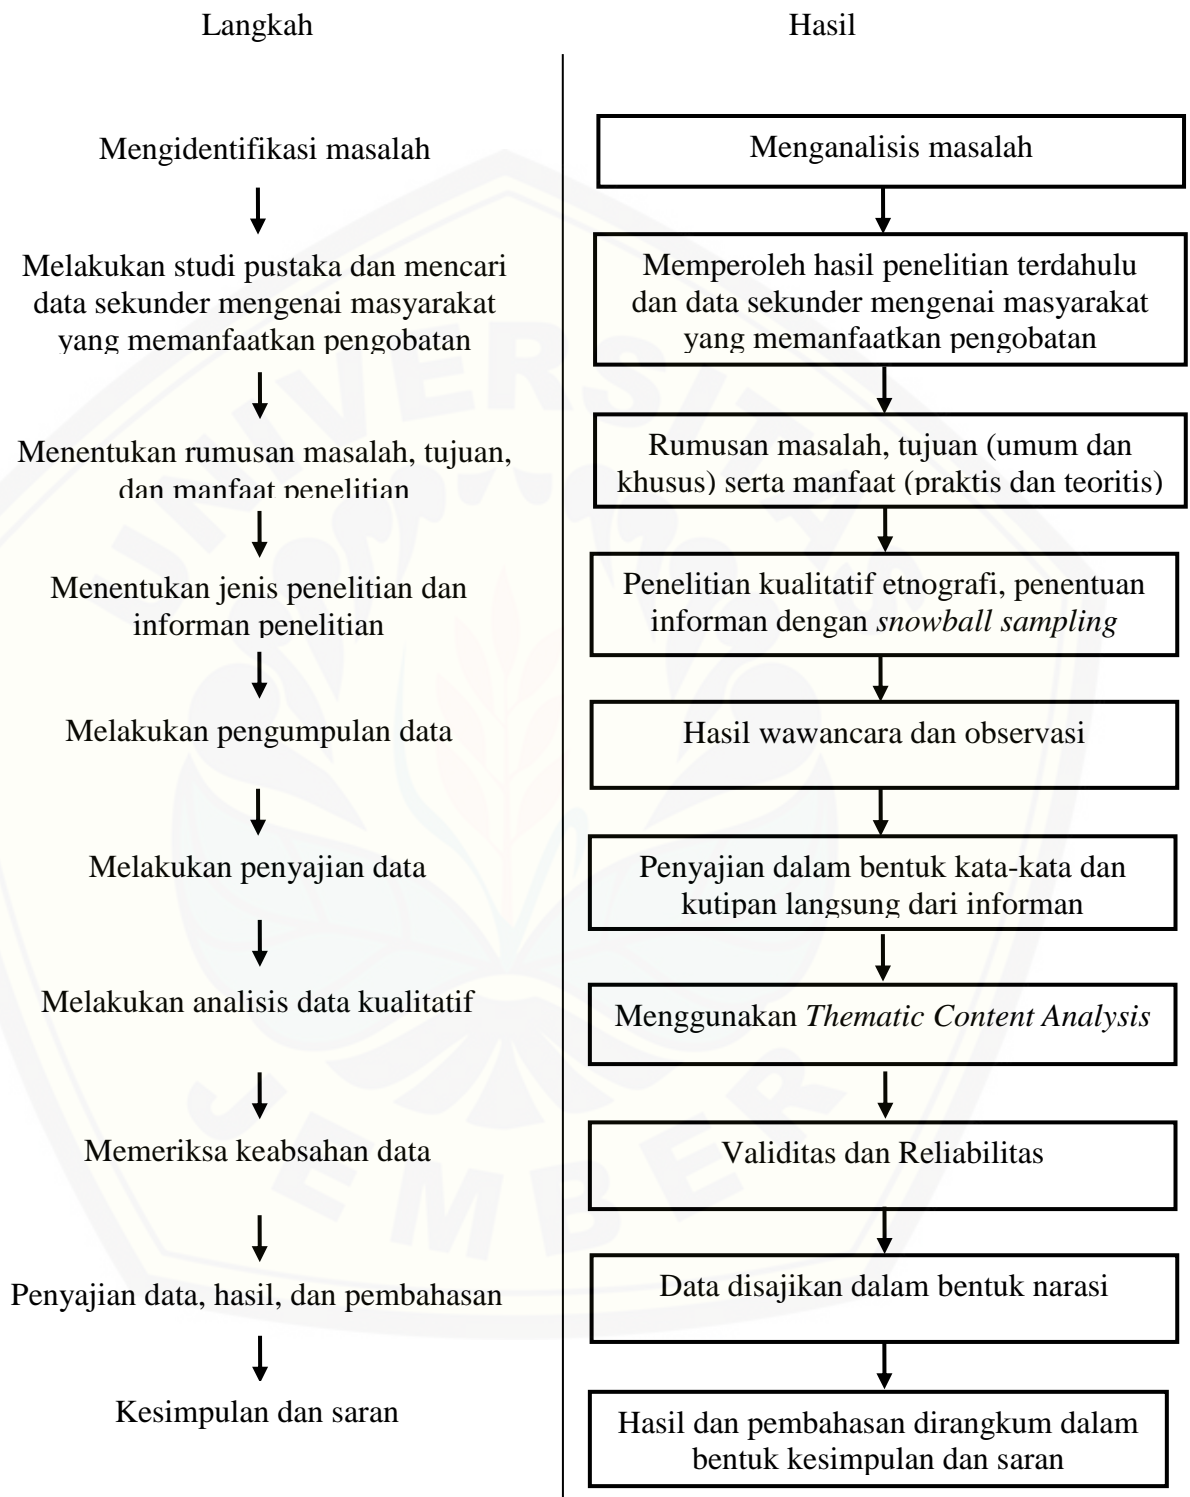 Langkah
Hasil
Mengidentifikasi masalah
Menganalisis masalah
Melakukan studi pustaka dan mencari
data sekunder mengenai masyarakat
yang memanfaatkan pengobatan
Memperoleh hasil penelitian terdahulu
dan data sekunder mengenai masyarakat
yang memanfaatkan pengobatan
Menentukan rumusan masalah, tujuan,
dan manfaat penelitian
Rumusan masalah, tujuan (umum dan
khusus) serta manfaat (praktis dan teoritis)
Menentukan jenis penelitian dan
informan penelitian
Penelitian kualitatif etnografi, penentuan
informan dengan snowball sampling
Melakukan pengumpulan data
Hasil wawancara dan observasi
Melakukan penyajian data
Penyajian dalam bentuk kata-kata dan
kutipan langsung dari informan
Melakukan analisis data kualitatif
Menggunakan Thematic Content Analysis
Memeriksa keabsahan data
Validitas dan Reliabilitas
Penyajian data, hasil, dan pembahasan
Data disajikan dalam bentuk narasi
Kesimpulan dan saran
Hasil dan pembahasan dirangkum dalam
bentuk kesimpulan dan saran
UNIVERSITAS
JEMBER